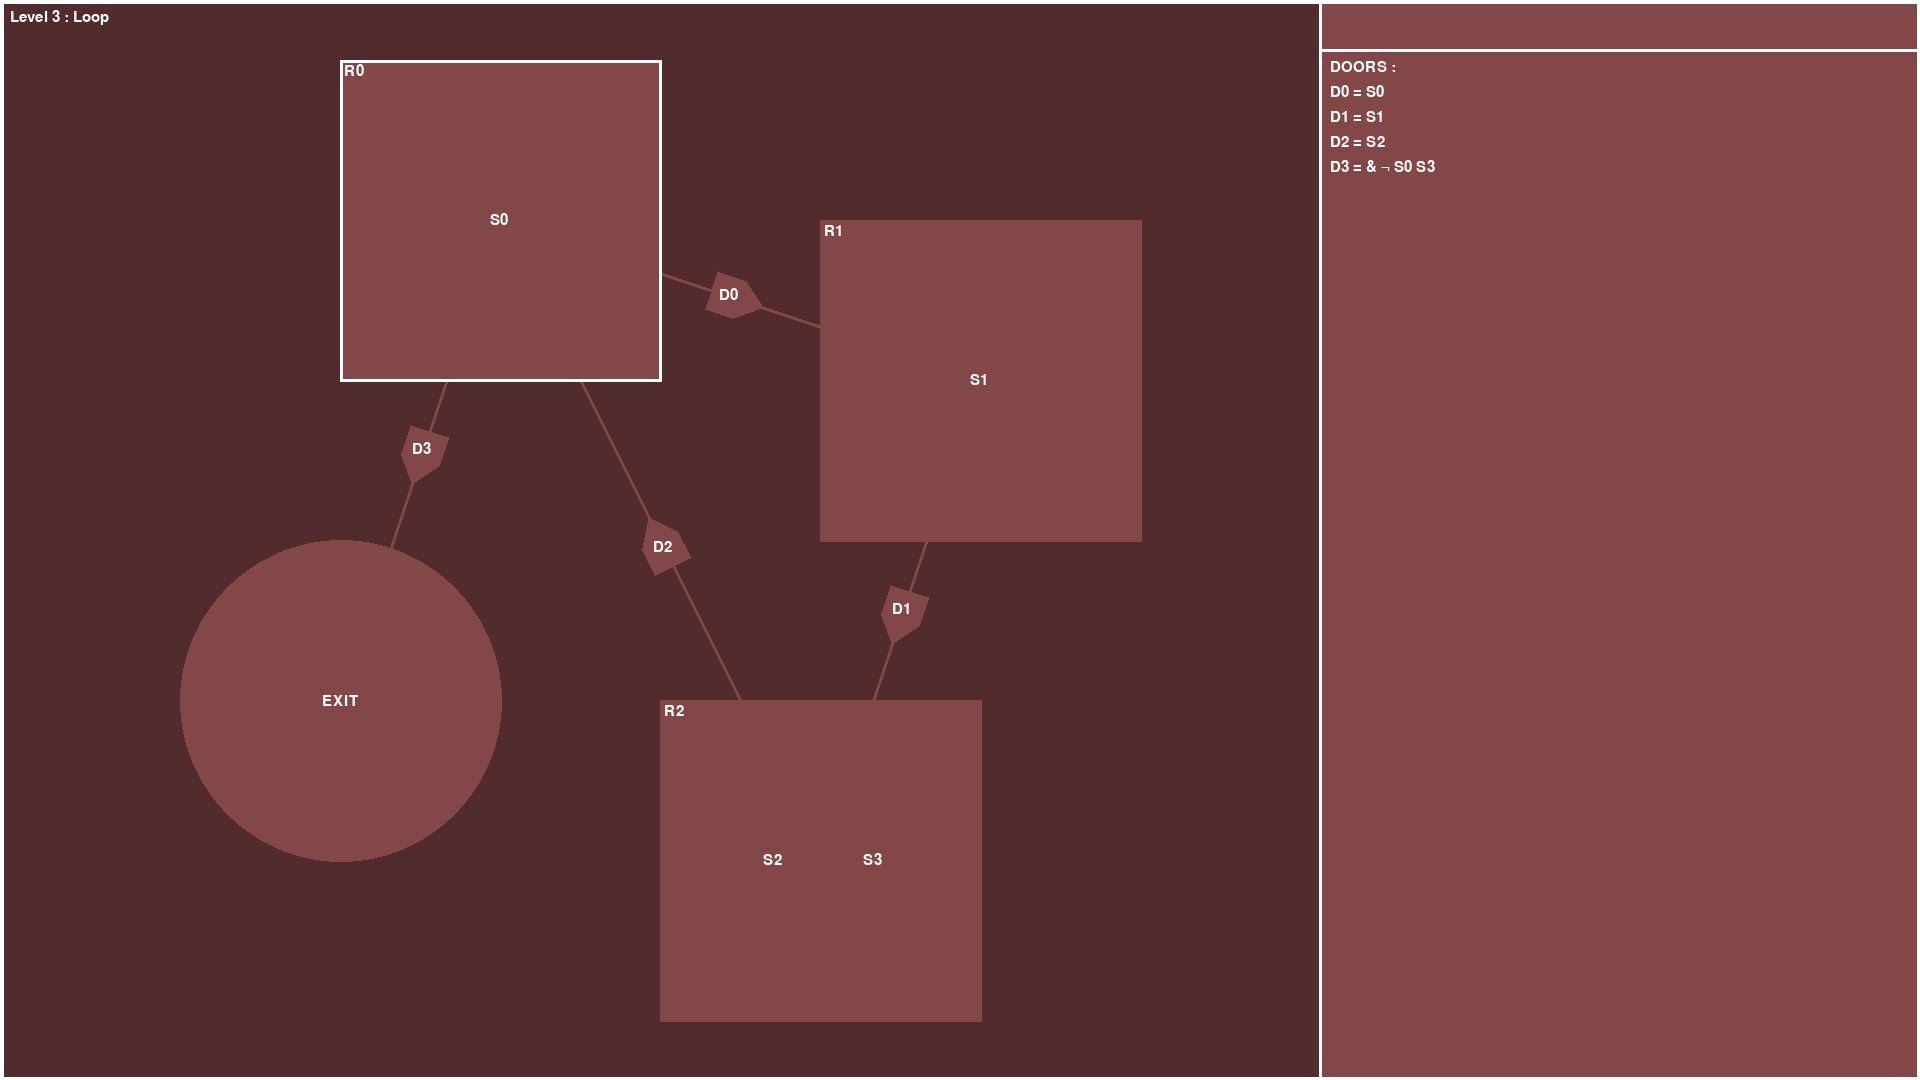 Level 3 : Loop
R0
S0
D0
R1
S1
D3
D2
D1
EXIT
R2
S2 S3
DOORS :
D0 = S0
D1 = S1
D2 = S2
D3 = & ¬ S0 S3